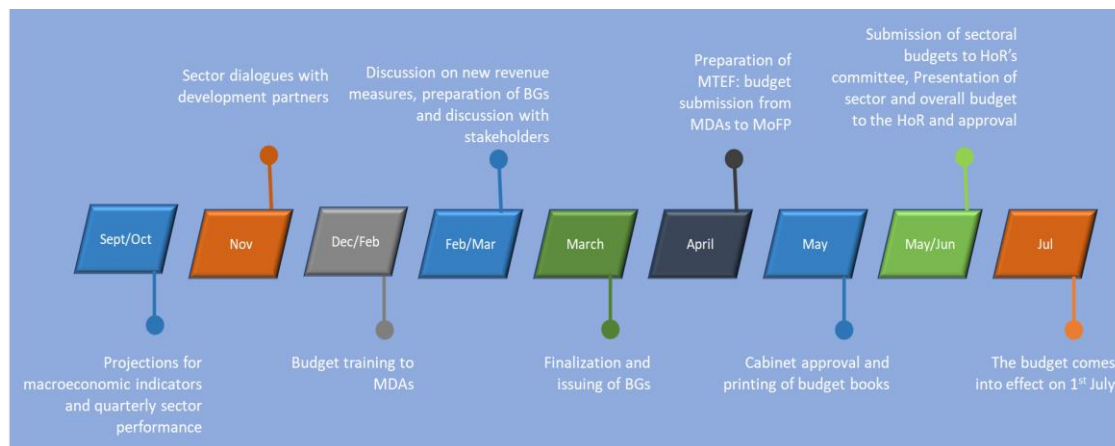 Sector dialogues with
development partners
Discussion on new revenue
measures, preparation of BGs
and discussion with
stakeholders
Preparation of
MTEF: budget
submission from
MDAs to MoFP
Submission of sectoral
budgets to HoR's
committee, Presentation of
sector and overall budget
to the HoR and approval
Sept/Oct
Nov
Dec/Feb
Feb/Mar
March
April
May
May/Jun
Jul
Projections for
macroeconomic indicators
and quarterly sector
performance
Budget training to
MDAs
Finalization and
issuing of BGs
Cabinet approval and
printing of budget books
The budget comes
into effect on 1st July